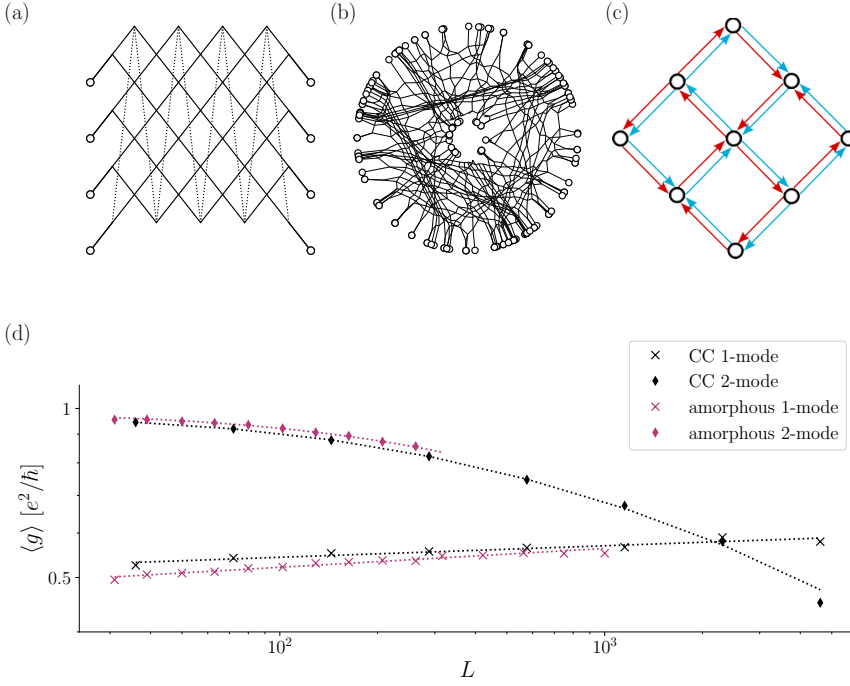 (a)
(b)
(c)
(d)
CC 1-mode
CC 2-mode
amorphous 1-mode
amorphous 2-mode
1
0.5
⟨g⟩ [e²/ħ]
10²
10³
L